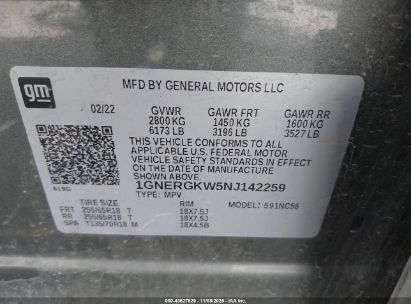 gm
MFD BY GENERAL MOTORS LLC
02/22 GVWR GAWR FRT GAWR RR
2800 KG 1450 KG 1600 KG
6173 LB 3196 LB 3527 LB
THIS VEHICLE CONFORMS TO ALL
APPLICABLE U.S. FEDERAL MOTOR
VEHICLE SAFETY STANDARDS IN
EFFECT ON THE DATE OF
MANUFACTURE SHOWN ABOVE.
1GNERGKW5NJ142259
TYPE: MPV MODEL: 591NC56
TIRE SIZE RIM
FRT 255/65R18 T 18X7.5J
RR 255/65R18 T 18X7.5J
SPA T135/70R18 M 18X4.5B